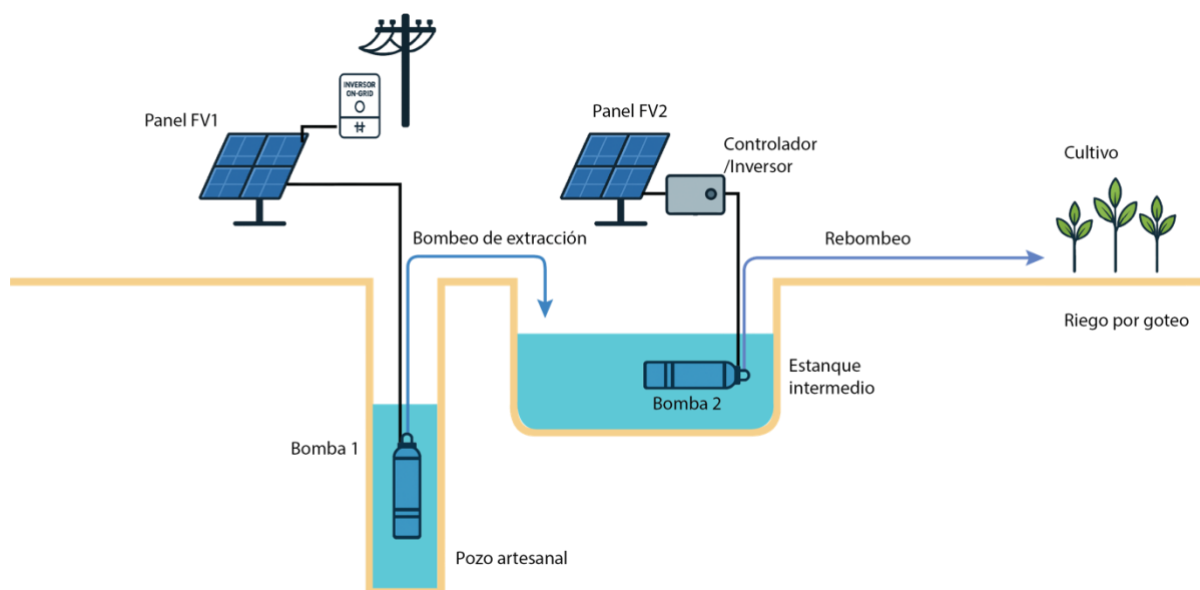 INVERSOR
ON-GRID
Panel FV1
Panel FV2
Controlador
/Inversor
Cultivo
Bombeo de extracción
Rebombeo
Riego por goteo
Estanque
intermedio
Bomba 2
Bomba 1
Pozo artesanal